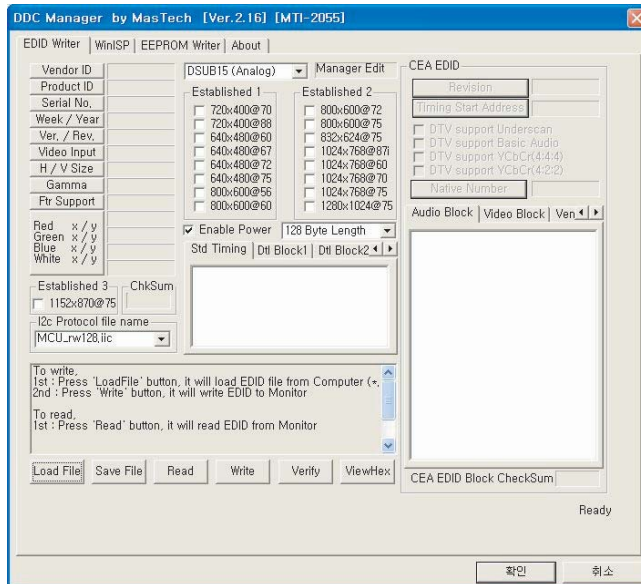 DDC Manager by MasTech [Ver.2.16] [MTI-2055]
EDID Writer WinISP EEPROM Writer About
Vendor ID
Product ID
Serial No,
Week / Year
Ver, / Rev,
Video Input
H / V Size
Gamma
Ftr Support
Red x / y
Green x / y
Blue x / y
White x / y
Established 3
1152x870@75
ChkSum
I2c Protocol file name
MCU_rw128,iic
DSUB15 (Analog)
Manager Edit
Established 1
720x400@70
720x400@88
640x480@60
640x480@67
640x480@72
640x480@75
800x600@56
800x600@60
Established 2
800x600@72
800x600@75
832x624@75
1024x768@87i
1024x768@60
1024x768@70
1024x768@75
1280x1024@75
Enable Power
128 Byte Length
Std Timing Dtl Block1 Dtl Block2
CEA EDID
Revision
Timing Start Address
DTV support Underscan
DTV support Basic Audio
DTV support YCbCr(4:4:4)
DTV support YCbCr(4:2:2)
Native Number
Audio Block Video Block Ven
CEA EDID Block CheckSum
To write,
1st : Press 'LoadFile' button, it will load EDID file from Computer (*,
2nd : Press 'Write' button, it will write EDID to Monitor
To read,
1st : Press 'Read' button, it will read EDID from Monitor
Load File Save File Read Write Verify ViewHex
Ready
확인 취소